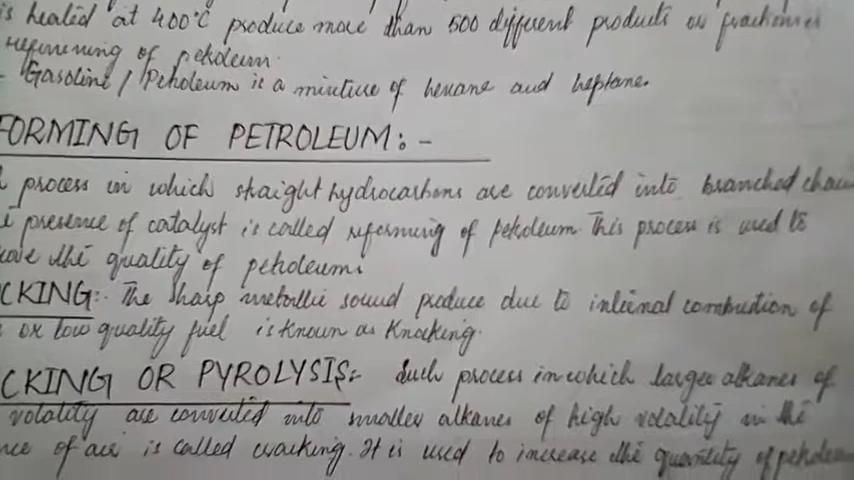 is heated at 400°C produce more than 500 different products or fractions
refinening of petroleum.
- Gasoline / Petroleum is a mixture of hexane and heptane.
FORMING OF PETROLEUM: -
process in which straight hydrocarbons are converted into branched chain
presence of catalyst is called reforming of petroleum. This process is used to
ove the quality of petroleum.
CKING:- The sharp metallic sound produce due to internal combustion of
or low quality fuel is known as Knocking.
CKING OR PYROLYSIS:- Such process in which larger alkanes of
volality are converted into smaller alkanes of high volality in the
nce of air is called cracking. It is used to increase the quantity of petroleum